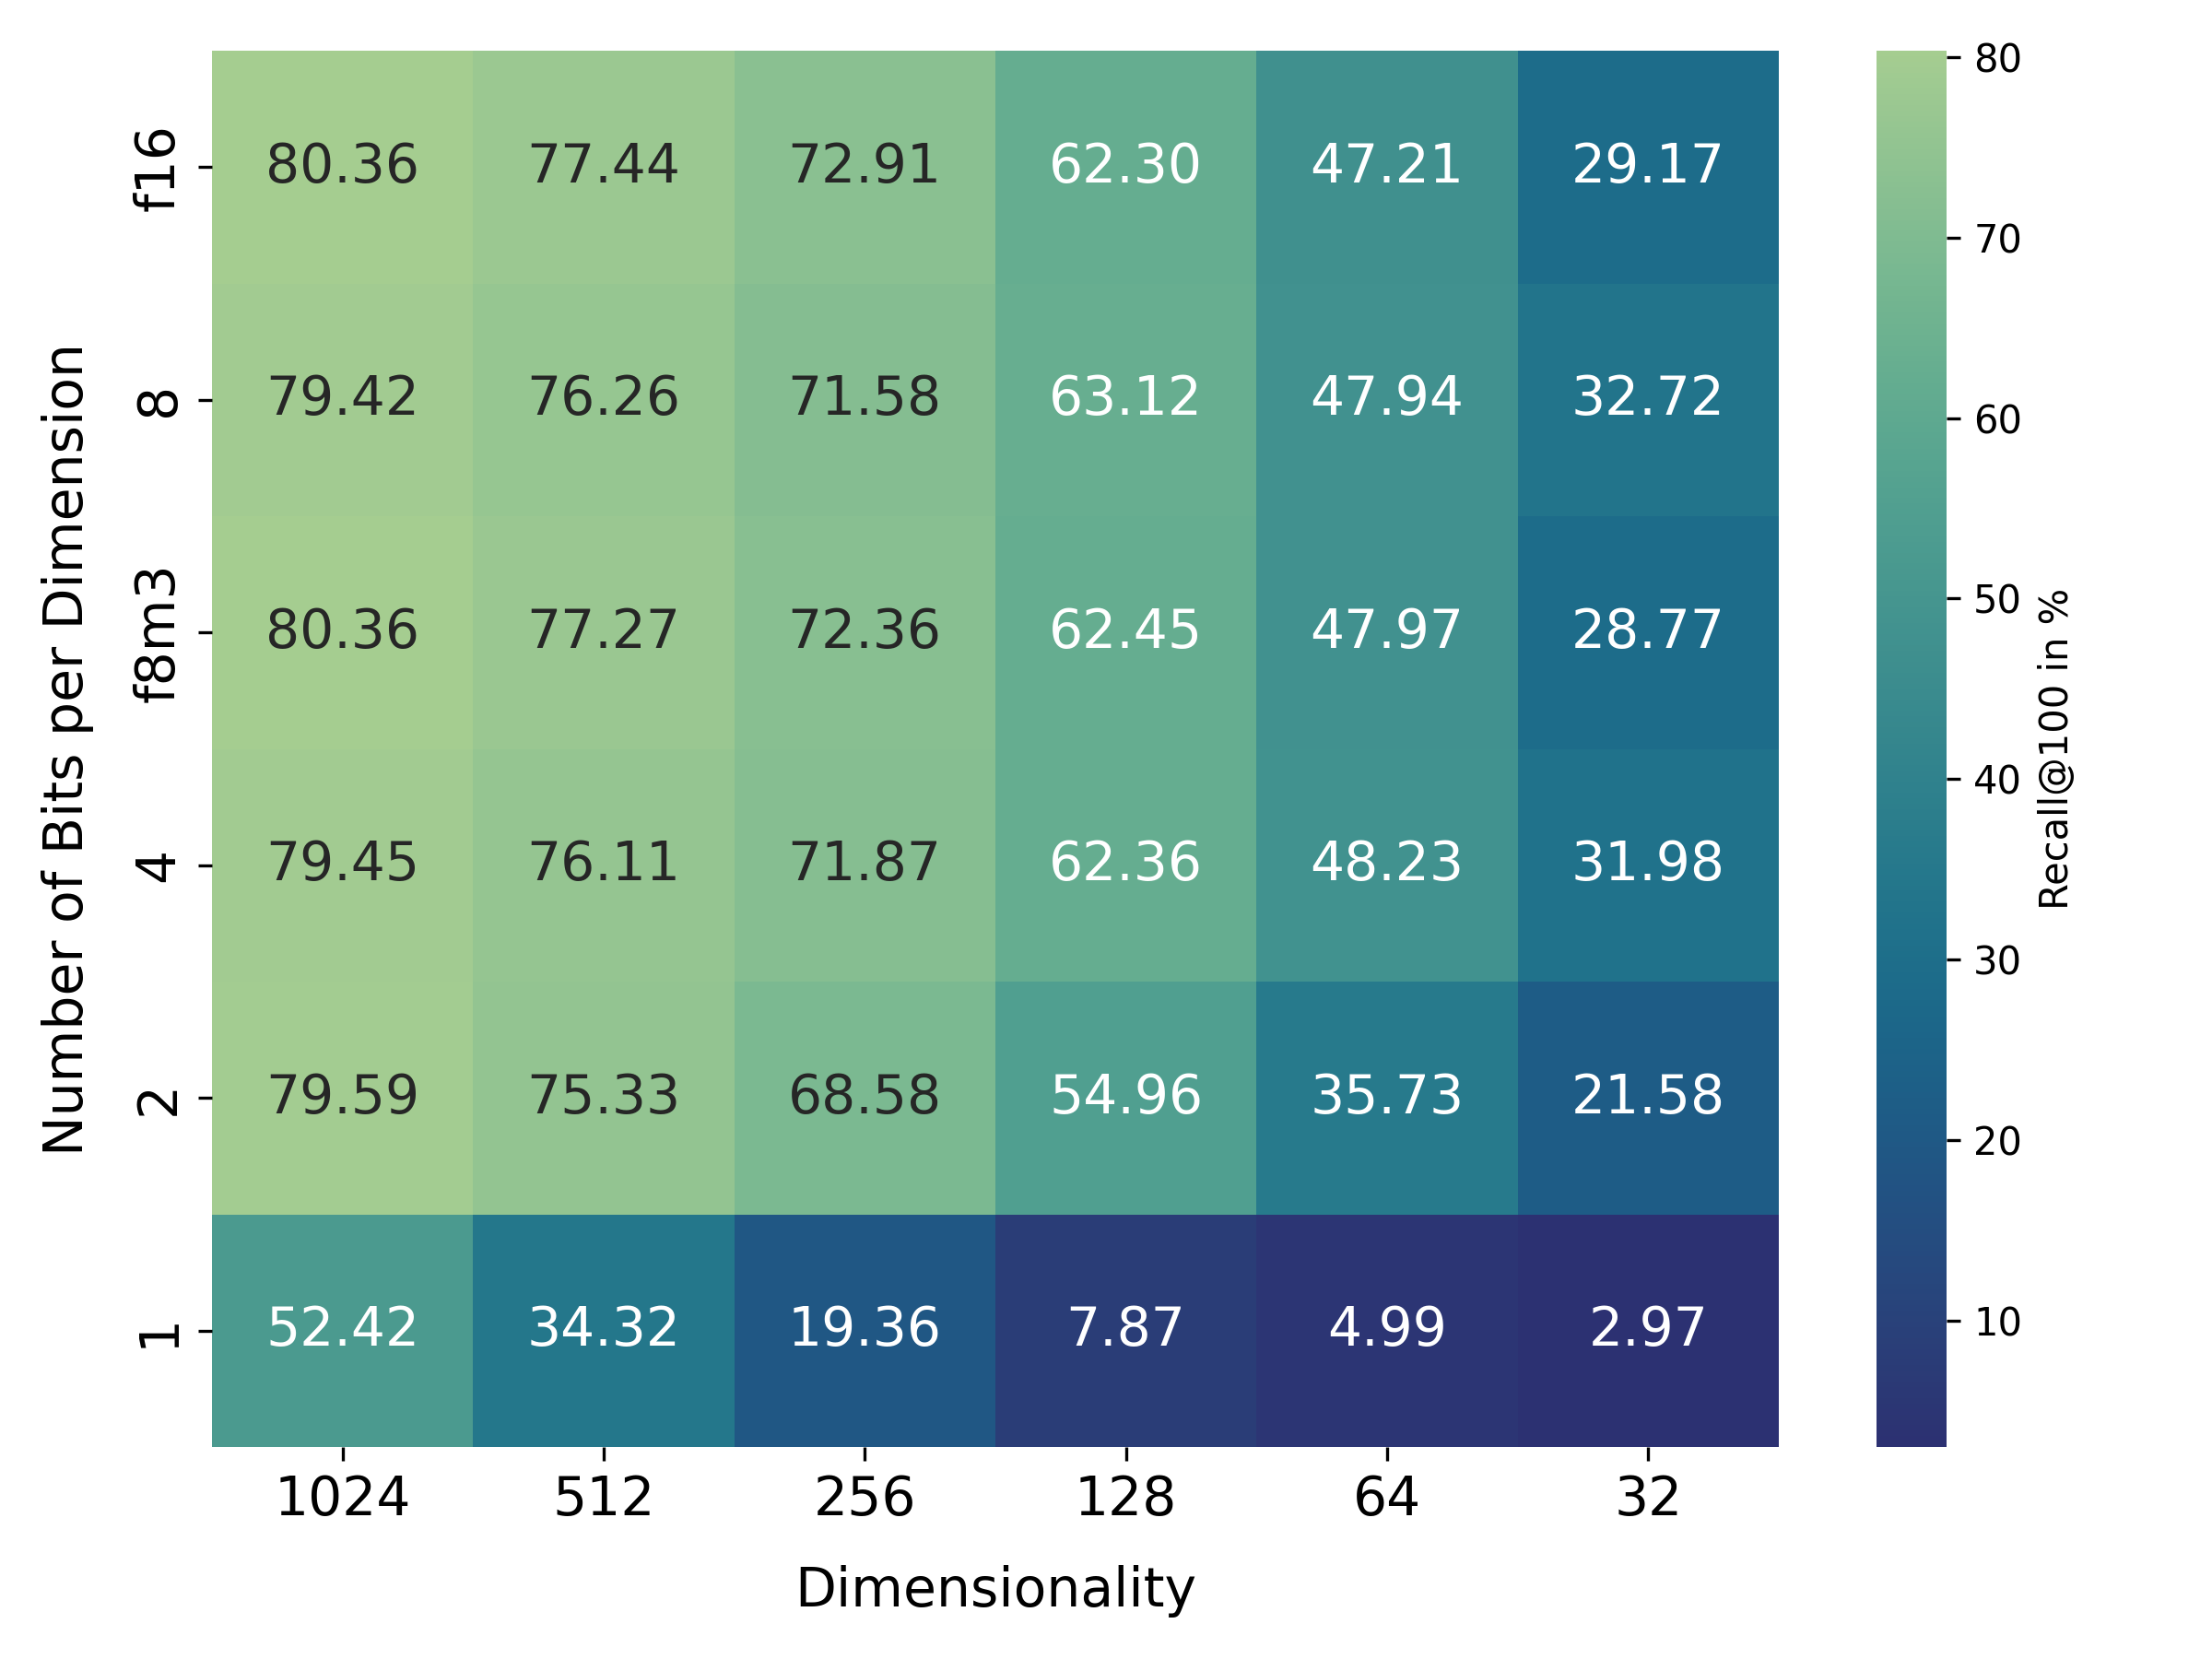 Number of Bits per Dimension
f16
80.36 77.44 72.91 62.30 47.21 29.17
8
79.42 76.26 71.58 63.12 47.94 32.72
f8m3
80.36 77.27 72.36 62.45 47.97 28.77
4
79.45 76.11 71.87 62.36 48.23 31.98
2
79.59 75.33 68.58 54.96 35.73 21.58
1
52.42 34.32 19.36 7.87 4.99 2.97
1024 512 256 128 64 32
Dimensionality
80
70
60
50
40
30
20
10
Recall@100 in %